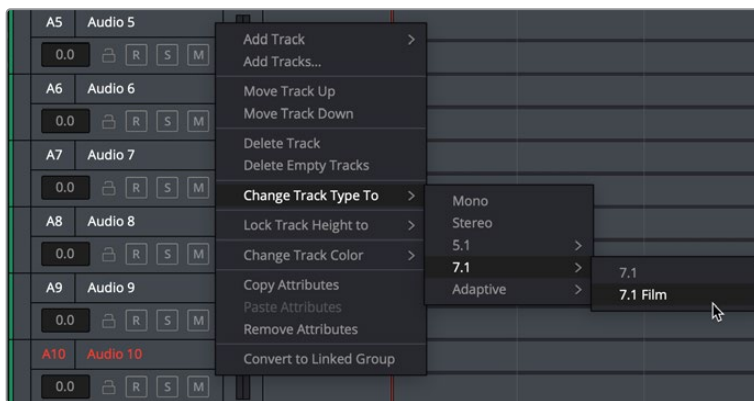 A5 Audio 5
0.0 R S M
A6 Audio 6
0.0 R S M
A7 Audio 7
0.0 R S M
A8 Audio 8
0.0 R S M
A9 Audio 9
0.0 R S M
A10 Audio 10
0.0 R S M
Add Track >
Add Tracks...
Move Track Up
Move Track Down
Delete Track
Delete Empty Tracks
Change Track Type To >
Lock Track Height to >
Change Track Color >
Copy Attributes
Paste Attributes
Remove Attributes
Convert to Linked Group
Mono
Stereo
5.1 >
7.1 >
Adaptive >
7.1
7.1 Film